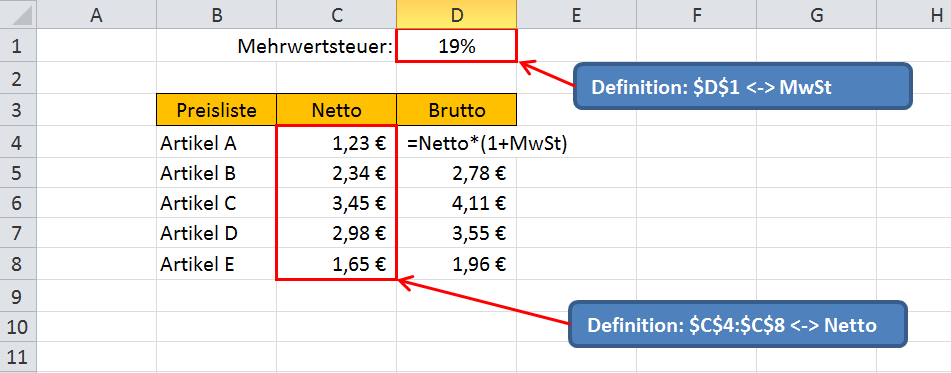 A B C D E F G H
1 Mehrwertsteuer: 19%
Definition: $D$1 <-> MwSt
2
3 Preisliste Netto Brutto
4 Artikel A 1,23 € =Netto*(1+MwSt)
5 Artikel B 2,34 € 2,78 €
6 Artikel C 3,45 € 4,11 €
7 Artikel D 2,98 € 3,55 €
8 Artikel E 1,65 € 1,96 €
9
10 Definition: $C$4:$C$8 <-> Netto
11